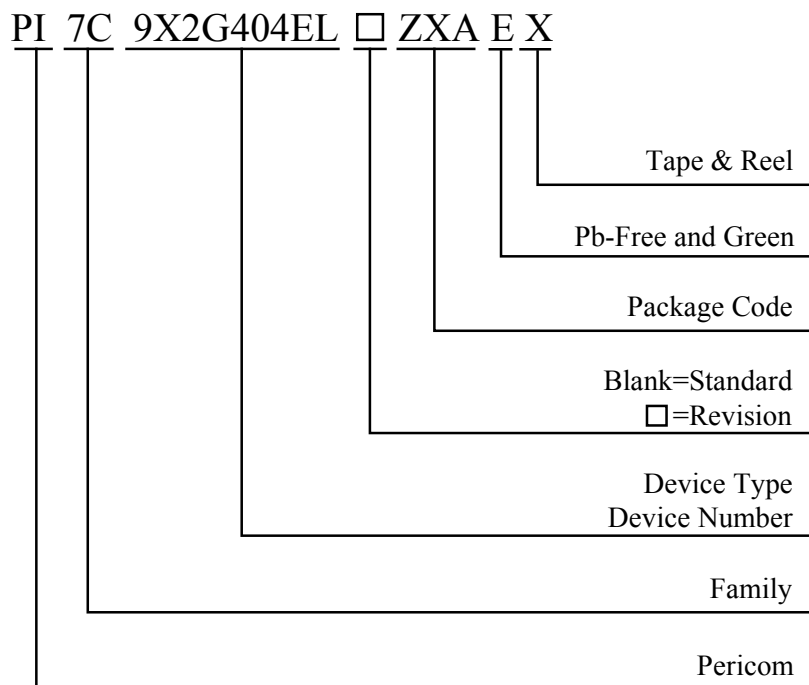 PI 7C 9X2G404EL □ ZXA E X
Tape & Reel
Pb-Free and Green
Package Code
Blank=Standard
□=Revision
Device Type
Device Number
Family
Pericom